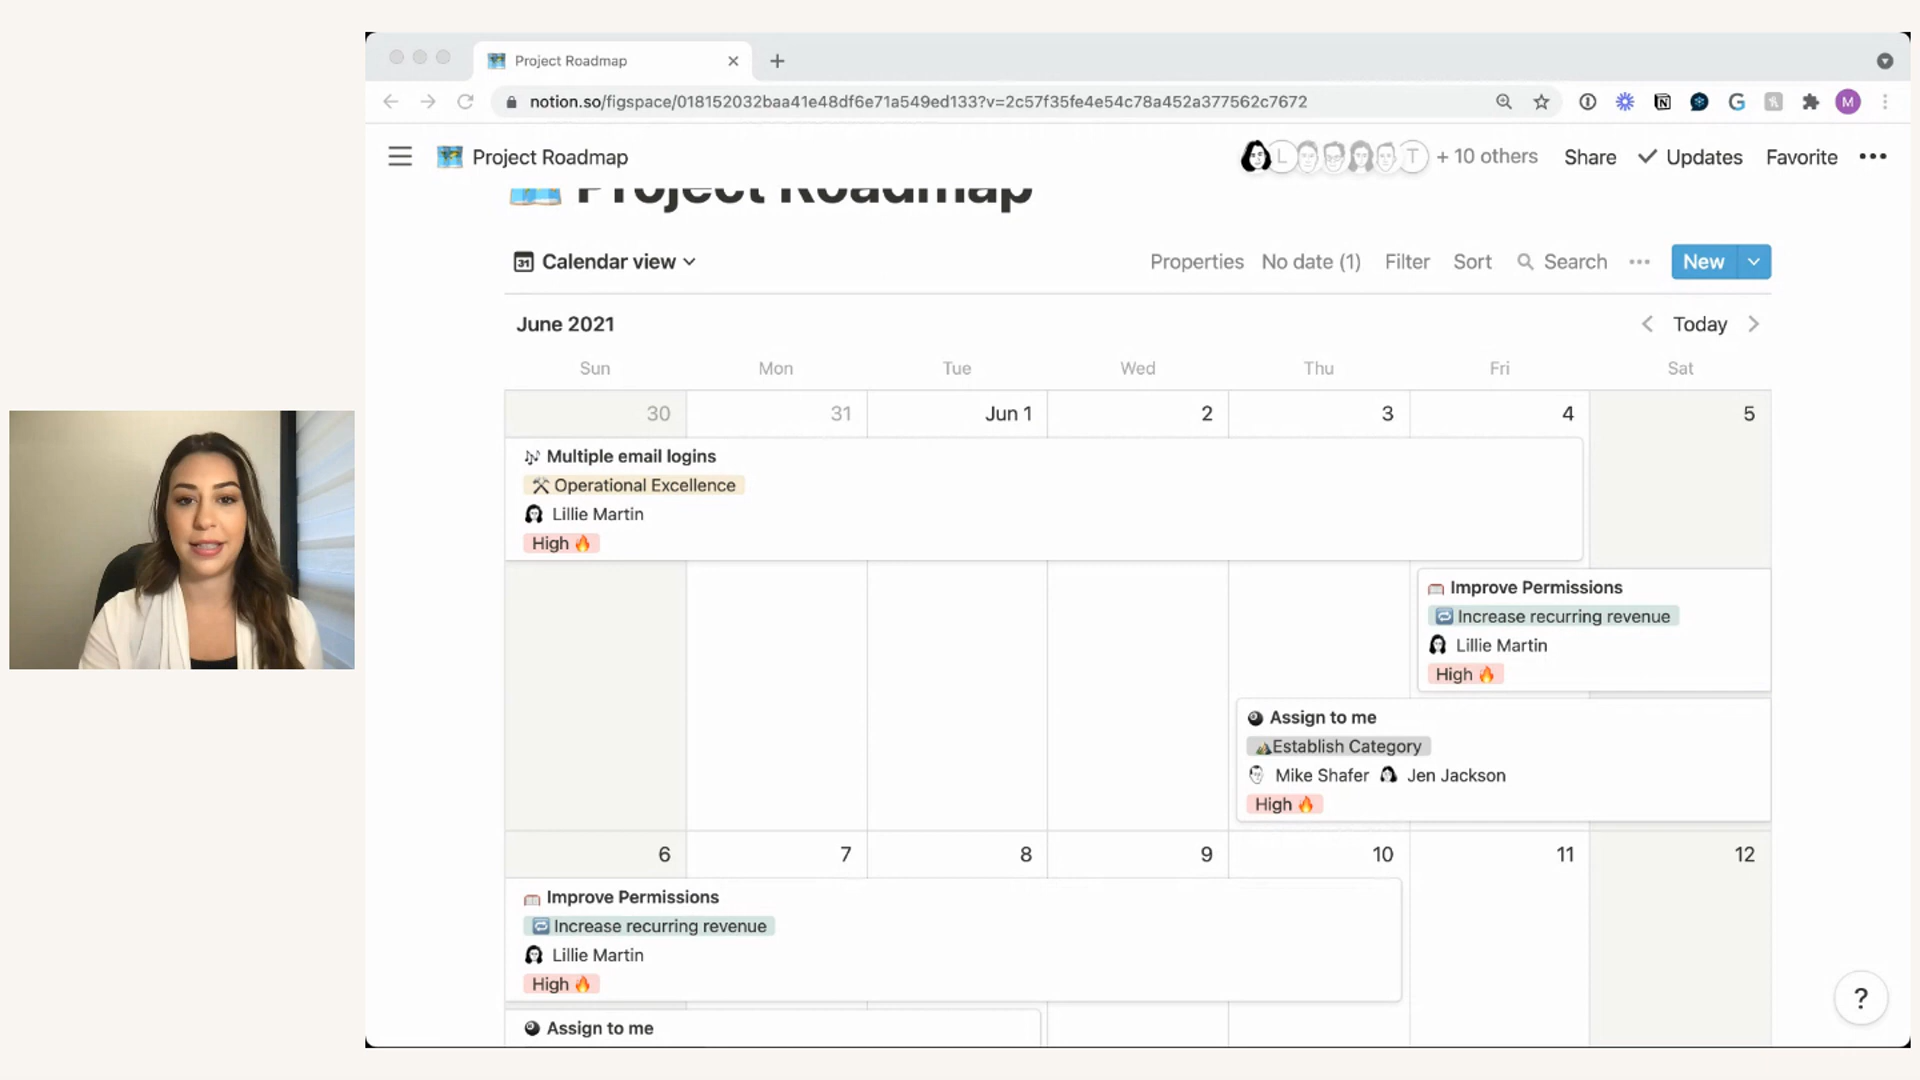 Project Roadmap
notion.so/figspace/018152032baa41e48df6e71a549ed133?v=2c57f35fe4e54c78a452a377562c7672
M
Project Roadmap
L
T
+ 10 others
Share
Updates
Favorite
Project Roadmap
31 Calendar view
Properties
No date (1)
Filter
Sort
Search
New
June 2021
Today
Sun
Mon
Tue
Wed
Thu
Fri
Sat
30
31
Jun 1
2
3
4
5
Multiple email logins
Operational Excellence
Lillie Martin
High
Improve Permissions
Increase recurring revenue
Lillie Martin
High
Assign to me
Establish Category
Mike Shafer Jen Jackson
High
6
7
8
9
10
11
12
Improve Permissions
Increase recurring revenue
Lillie Martin
High
Assign to me
?